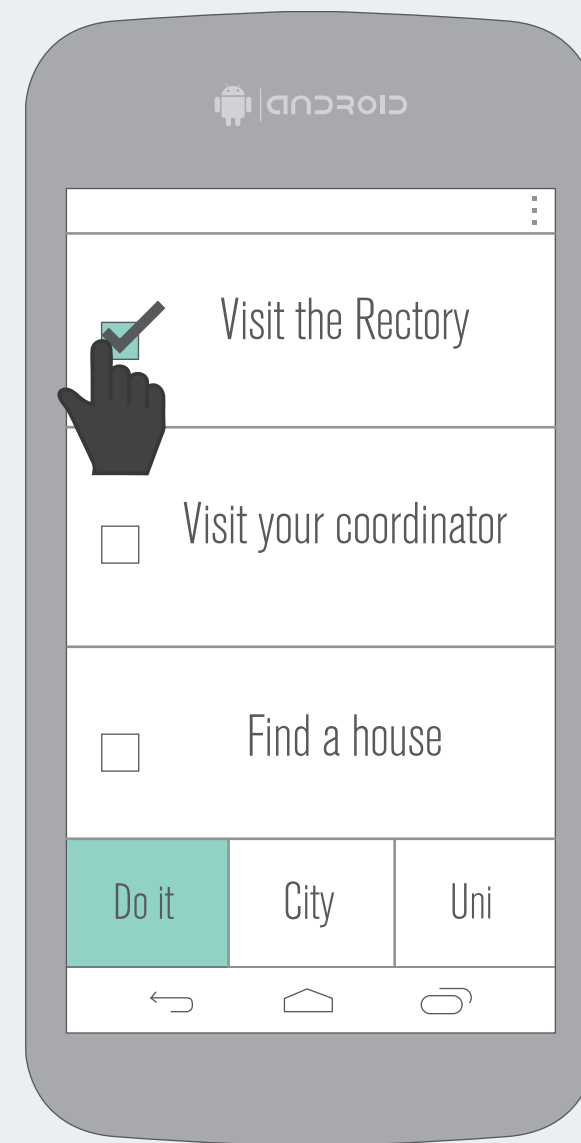 android
Visit the Rectory
Visit your coordinator
Find a house
Do it
City
Uni